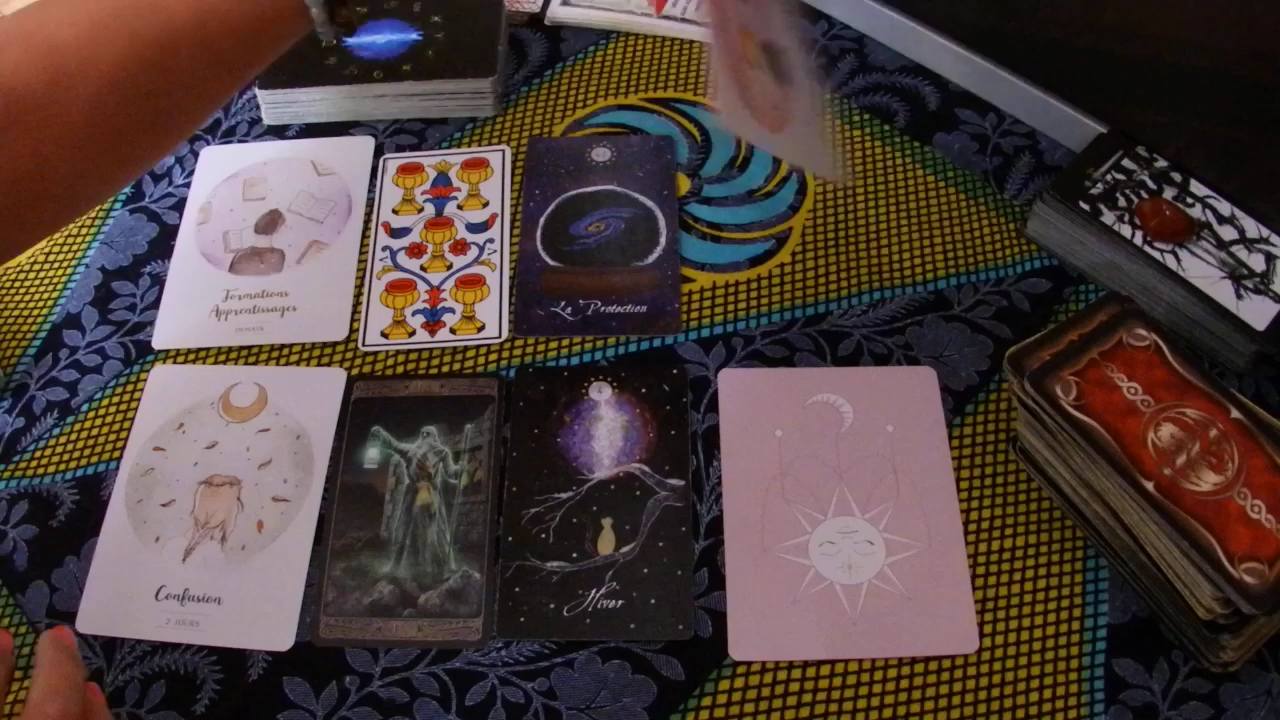 Formations
Apprentissages
La Protection
Confusion
2 JOURS
Hiver